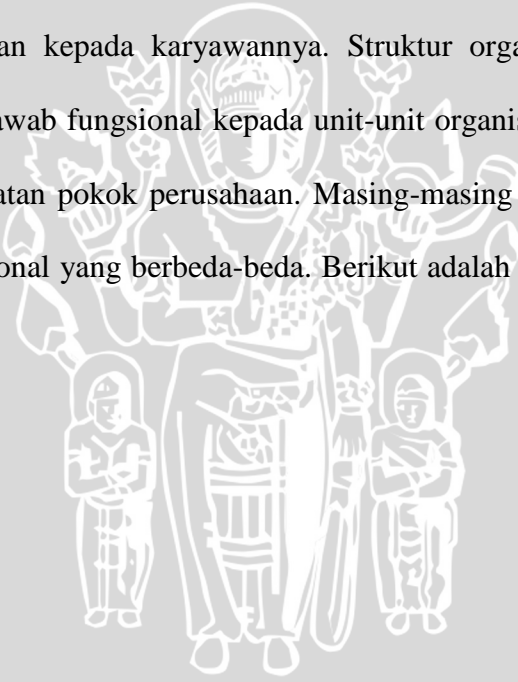 an kepada karyawannya. Struktur orga
awab fungsional kepada unit-unit organis
atan pokok perusahaan. Masing-masing
onal yang berbeda-beda. Berikut adalah